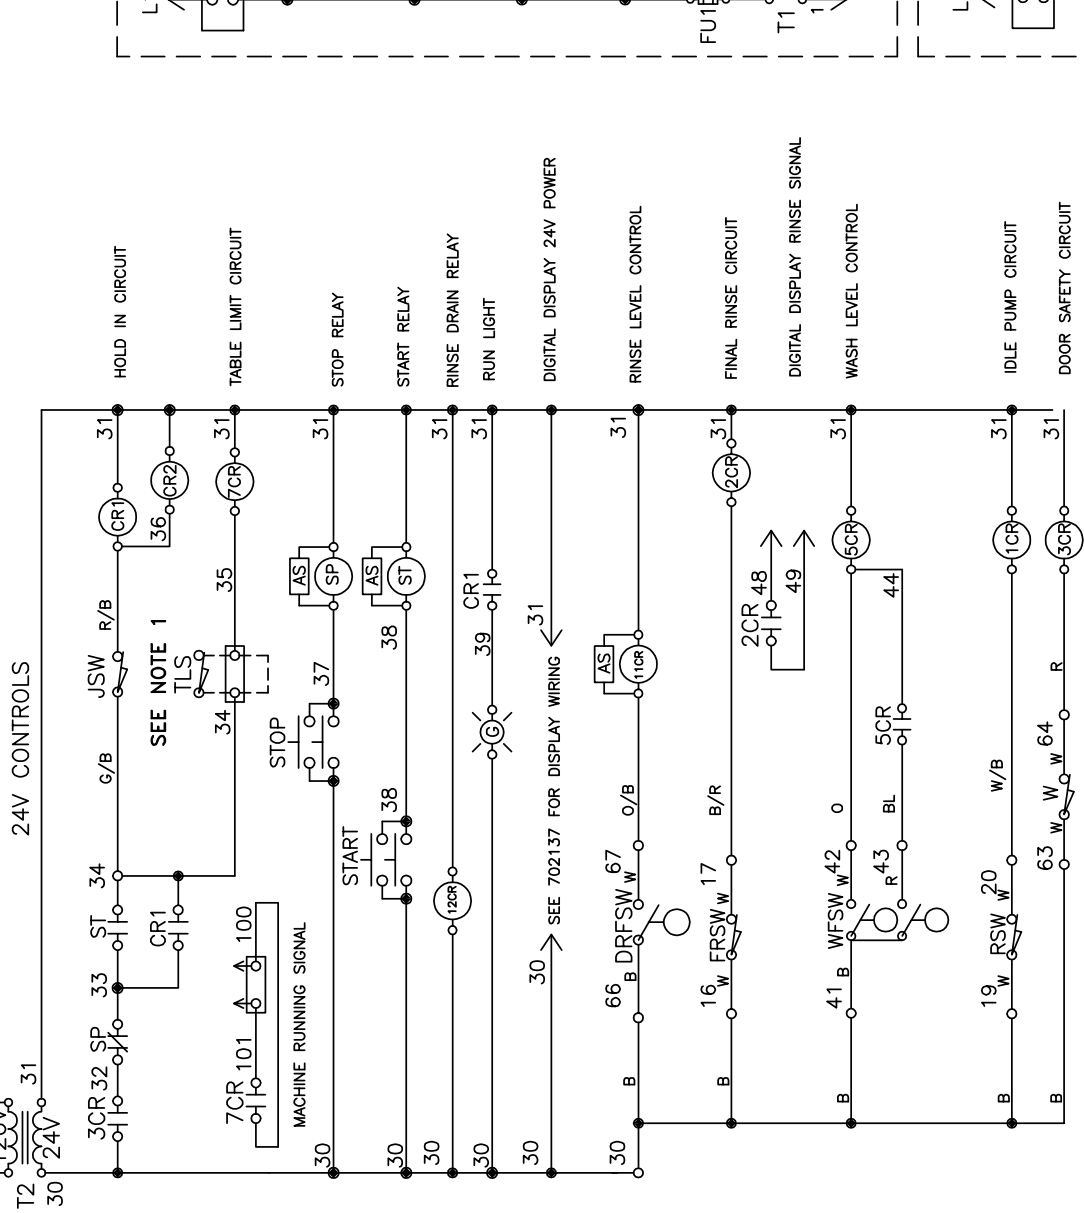 L
FU1
T1
1
L
24V CONTROLS
T2
30
24V
31
3CR
32
SP
33
ST
34
G/B
JSW
R/B
CR1
31
HOLD IN CIRCUIT
CR1
36
CR2
SEE NOTE 1
TLS
34
35
7CR
31
TABLE LIMIT CIRCUIT
7CR
101
100
MACHINE RUNNING SIGNAL
30
STOP
37
AS
SP
31
STOP RELAY
30
START
38
38
AS
ST
START RELAY
30
12CR
31
RINSE DRAIN RELAY
30
G
39
CR1
31
RUN LIGHT
30
30
SEE 702137 FOR DISPLAY WIRING
31
DIGITAL DISPLAY 24V POWER
30
B
66
B
DRFSW
W
67
O/B
AS
11CR
31
RINSE LEVEL CONTROL
B
16
W
FRSW
W
17
B/R
2CR
31
FINAL RINSE CIRCUIT
2CR
48
49
DIGITAL DISPLAY RINSE SIGNAL
B
41
B
WFSW
W
42
O
5CR
31
WASH LEVEL CONTROL
R
43
BL
5CR
44
B
19
W
RSW
W
20
W/B
1CR
31
IDLE PUMP CIRCUIT
B
63
W
W
W
64
R
3CR
31
DOOR SAFETY CIRCUIT